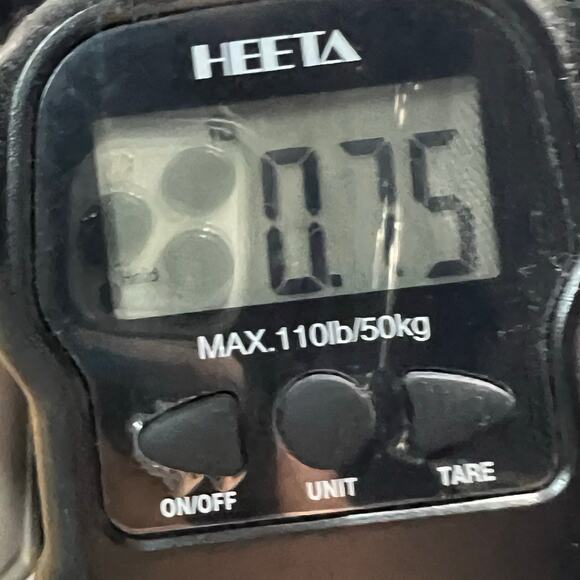 HEETA
0.75
MAX.110lb/50kg
ON/OFF
UNIT
TARE